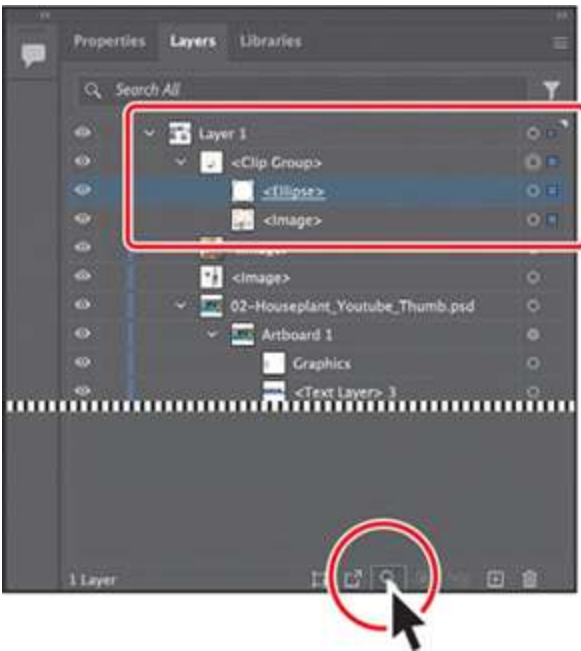 Properties Layers Libraries
Search All
Layer 1
<Clip Group>
<Ellipse>
<Image>
<Image>
<Image>
02-Houseplant_Youtube_Thumb.psd
Artboard 1
Graphics
<Text Layer> 3
1 Layer